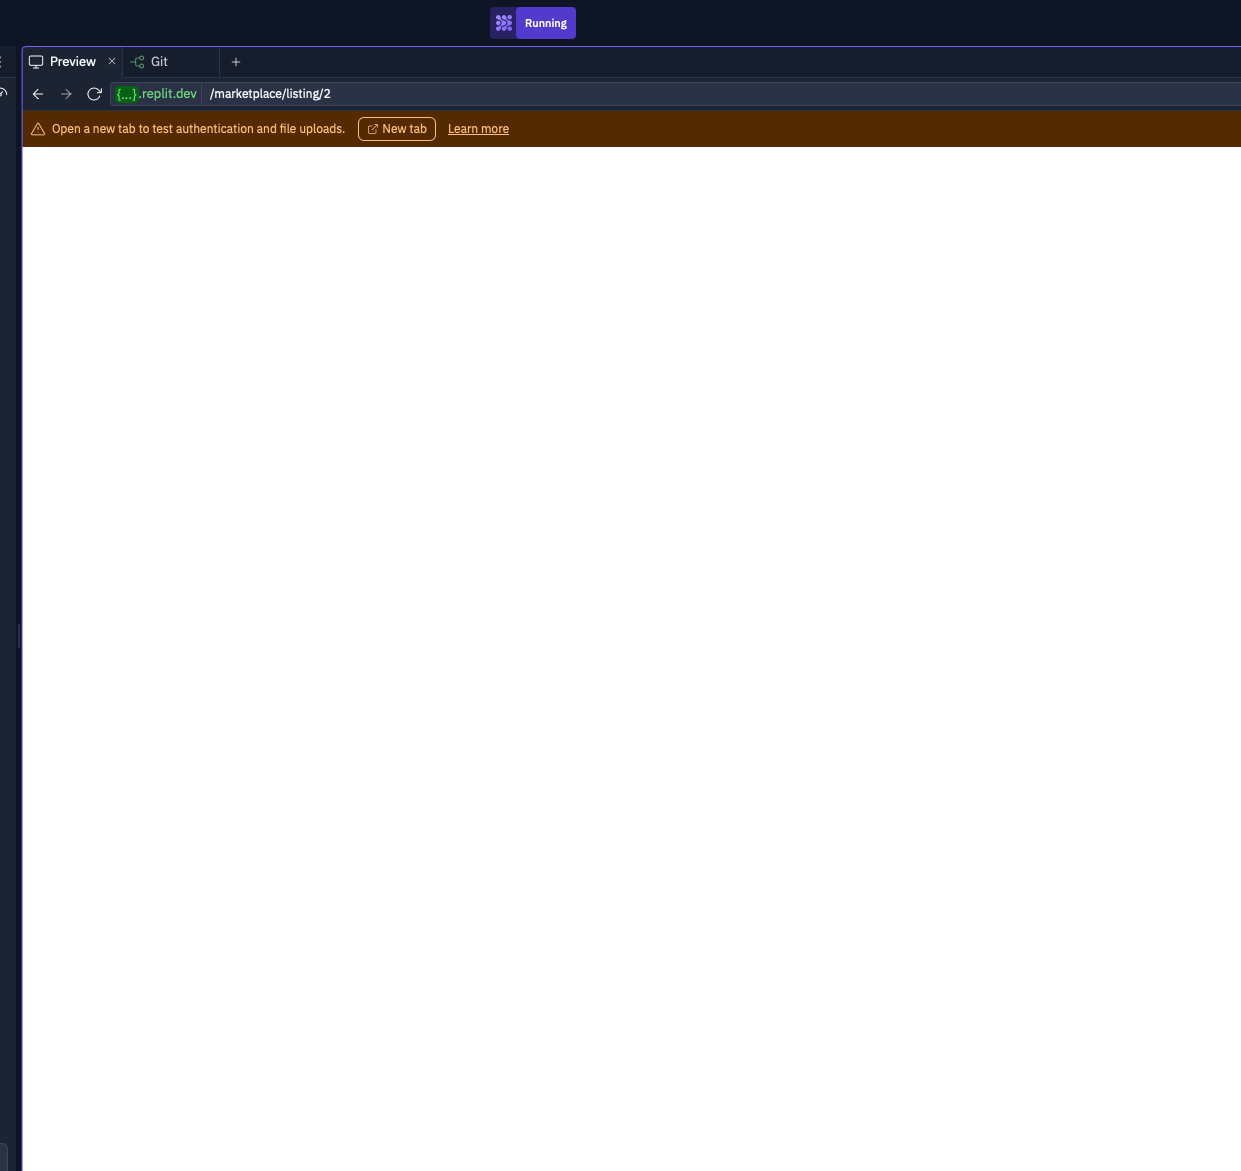 Running
Preview
Git
{...}.replit.dev /marketplace/listing/2
Open a new tab to test authentication and file uploads. New tab Learn more